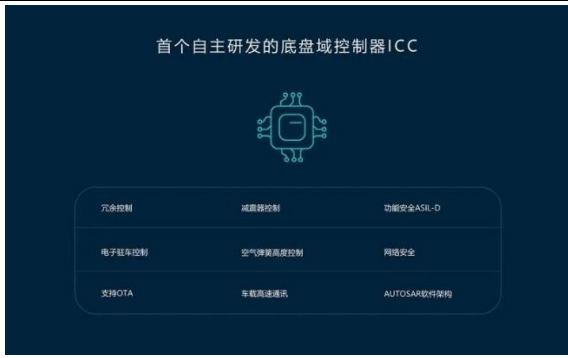 首个自主研发的底盘域控制器ICC
冗余控制 减震器控制 功能安全ASIL-D
电子驻车控制 空气弹簧高度控制 网络安全
支持OTA 车载高速通讯 AUTOSAR软件架构